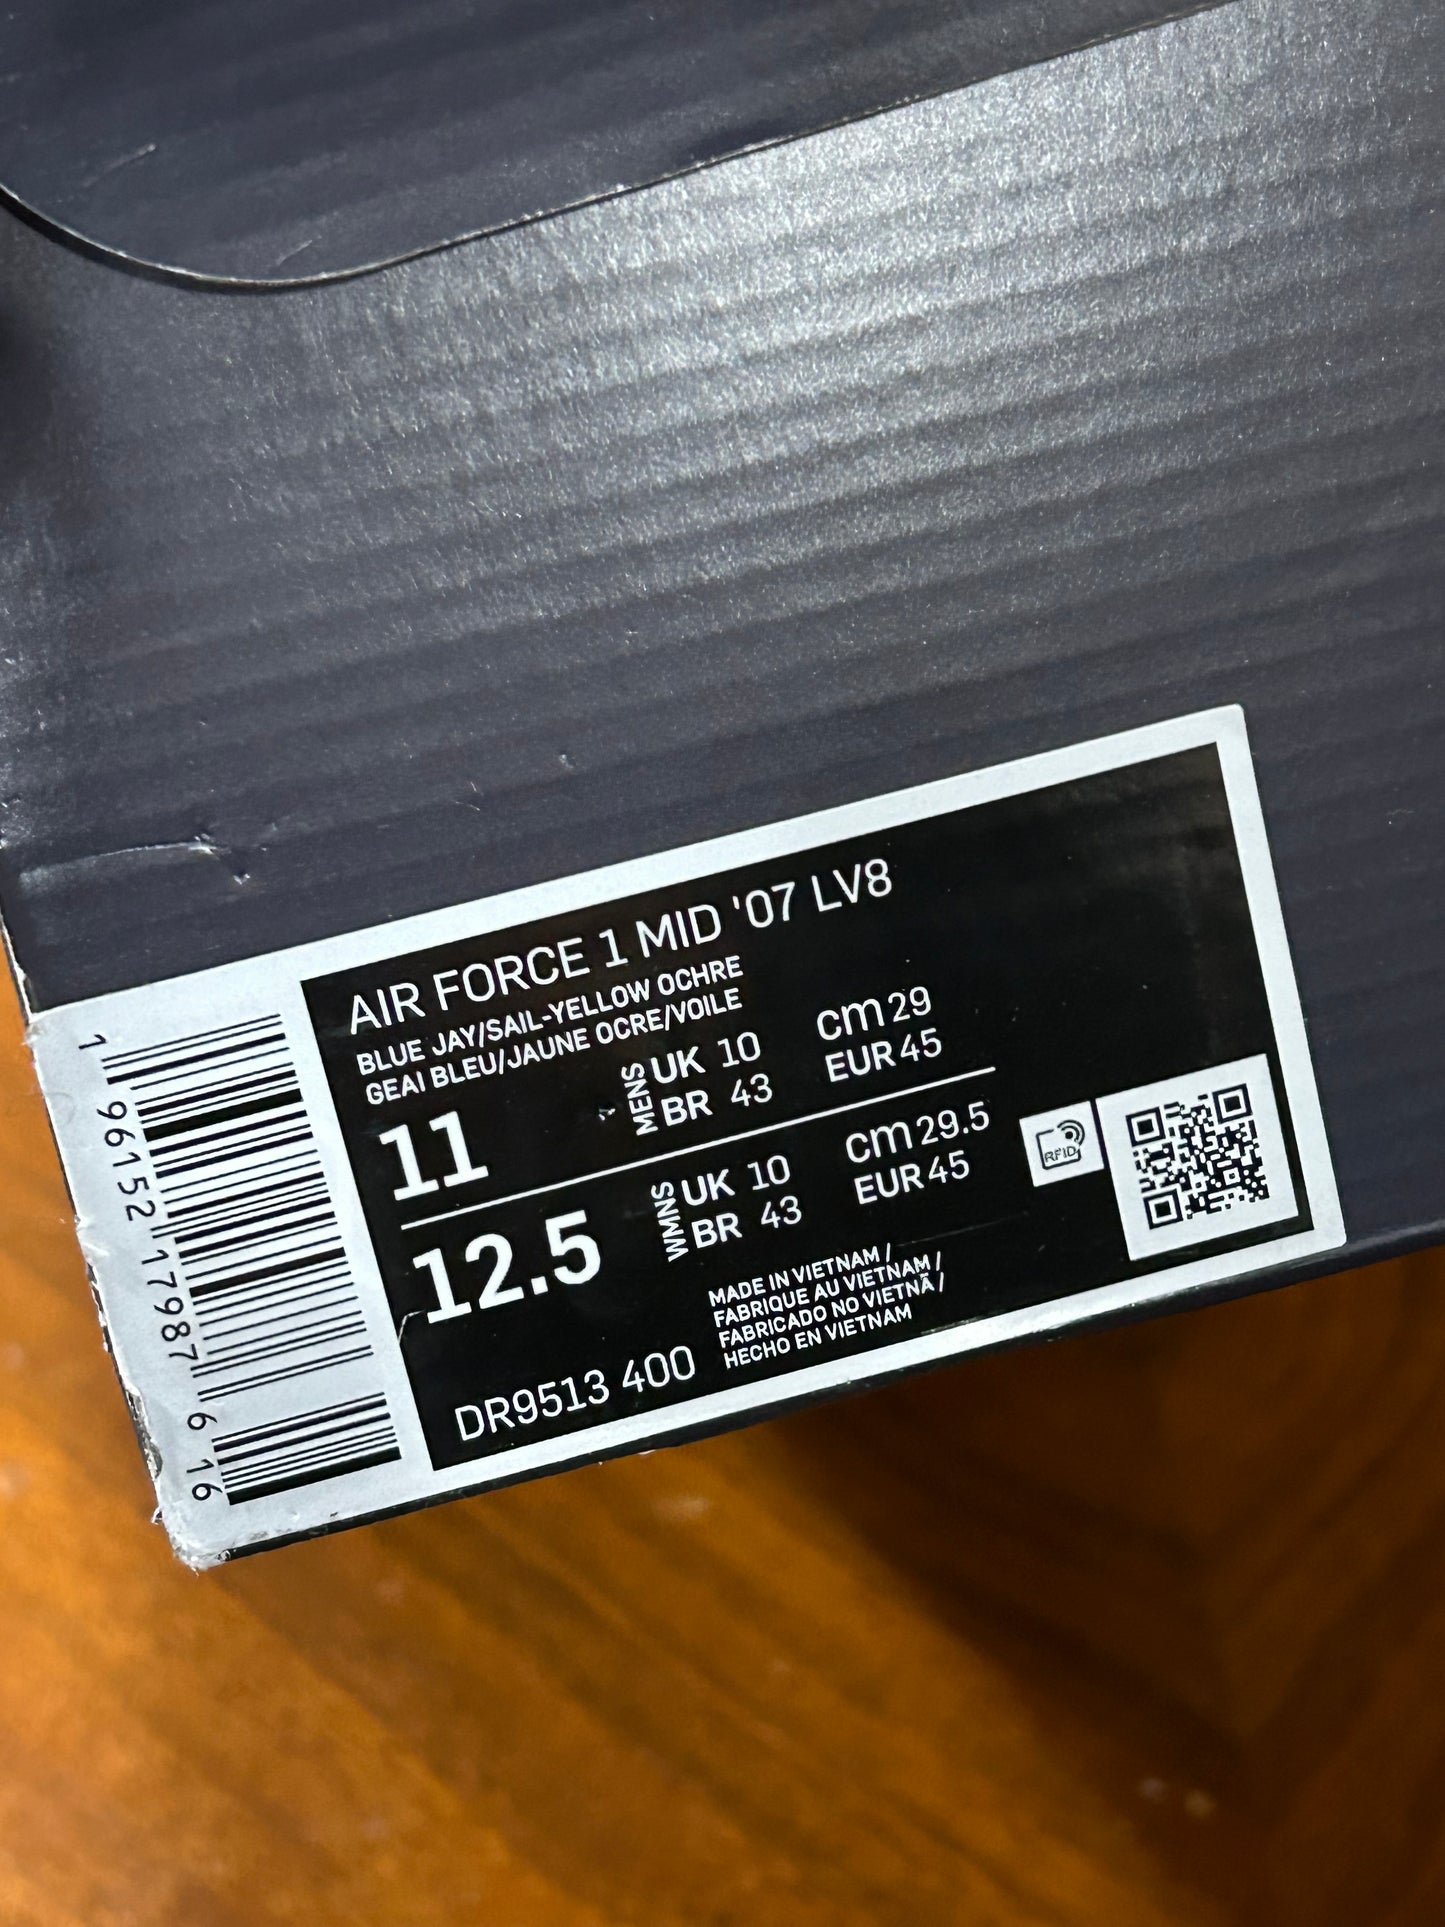 AIR FORCE 1 MID '07 LV8
BLUE JAY/SAIL-YELLOW OCHRE
GEAI BLEU/JAUNE OCRE/VOILE
11
MENS
UK 10
BR 43
cm 29
EUR 45
12.5
WMNS
UK 10
BR 43
cm 29.5
EUR 45
RFID
MADE IN VIETNAM /
FABRIQUE AU VIETNAM /
FABRICADO NO VIETNÃ /
HECHO EN VIETNAM
DR9513 400
1 96152 17987 6 16